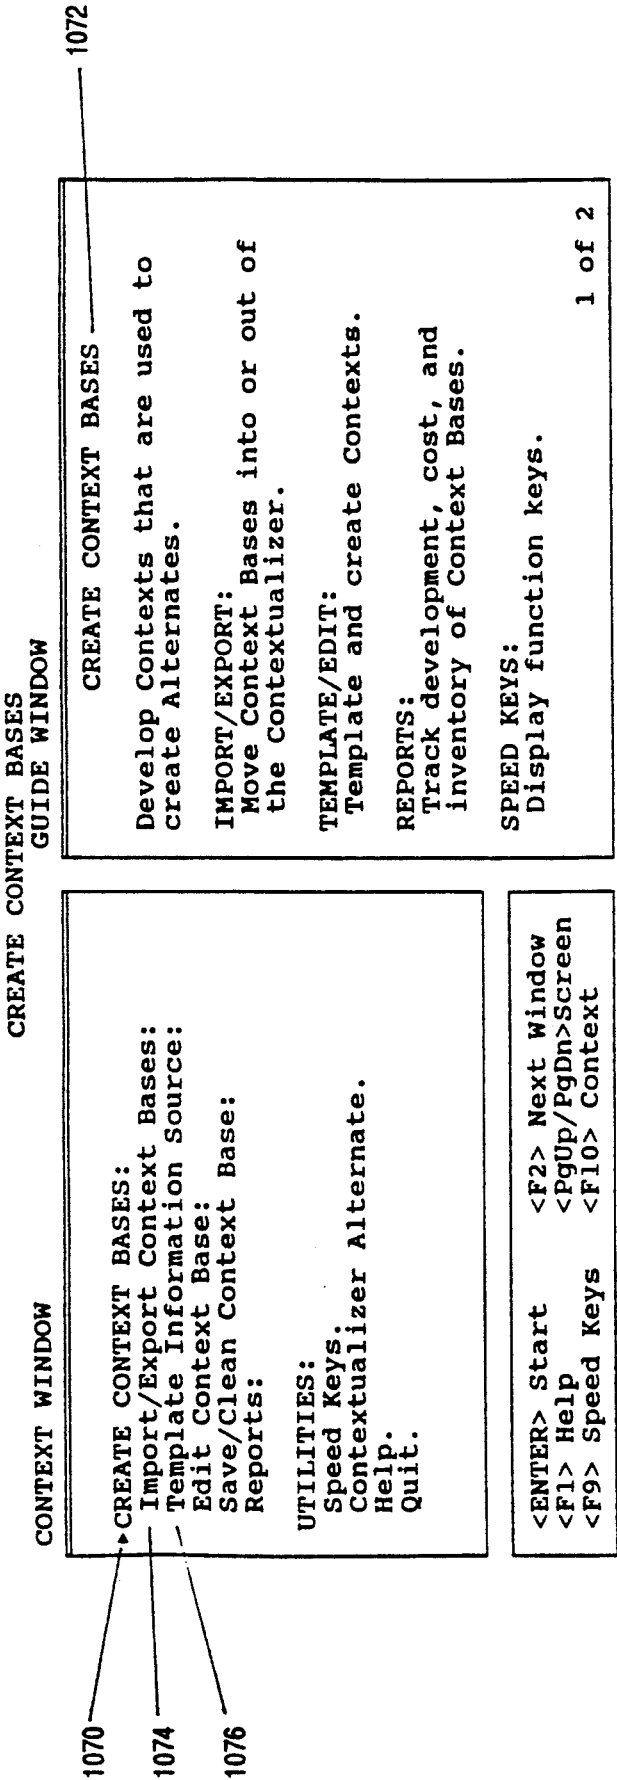 CREATE CONTEXT BASES
CONTEXT WINDOW
GUIDE WINDOW
1070
▸CREATE CONTEXT BASES:
1074
Import/Export Context Bases:
1076
Template Information Source:
Edit Context Base:
Save/Clean Context Base:
Reports:
UTILITIES:
Speed Keys.
Contextualizer Alternate.
Help.
Quit.
<ENTER> Start
<F2> Next Window
<F1> Help
<PgUp/PgDn>Screen
<F9> Speed Keys
<F10> Context
CREATE CONTEXT BASES
1072
Develop Contexts that are used to
create Alternates.
IMPORT/EXPORT:
Move Context Bases into or out of
the Contextualizer.
TEMPLATE/EDIT:
Template and create Contexts.
REPORTS:
Track development, cost, and
inventory of Context Bases.
SPEED KEYS:
Display function keys.
1 of 2